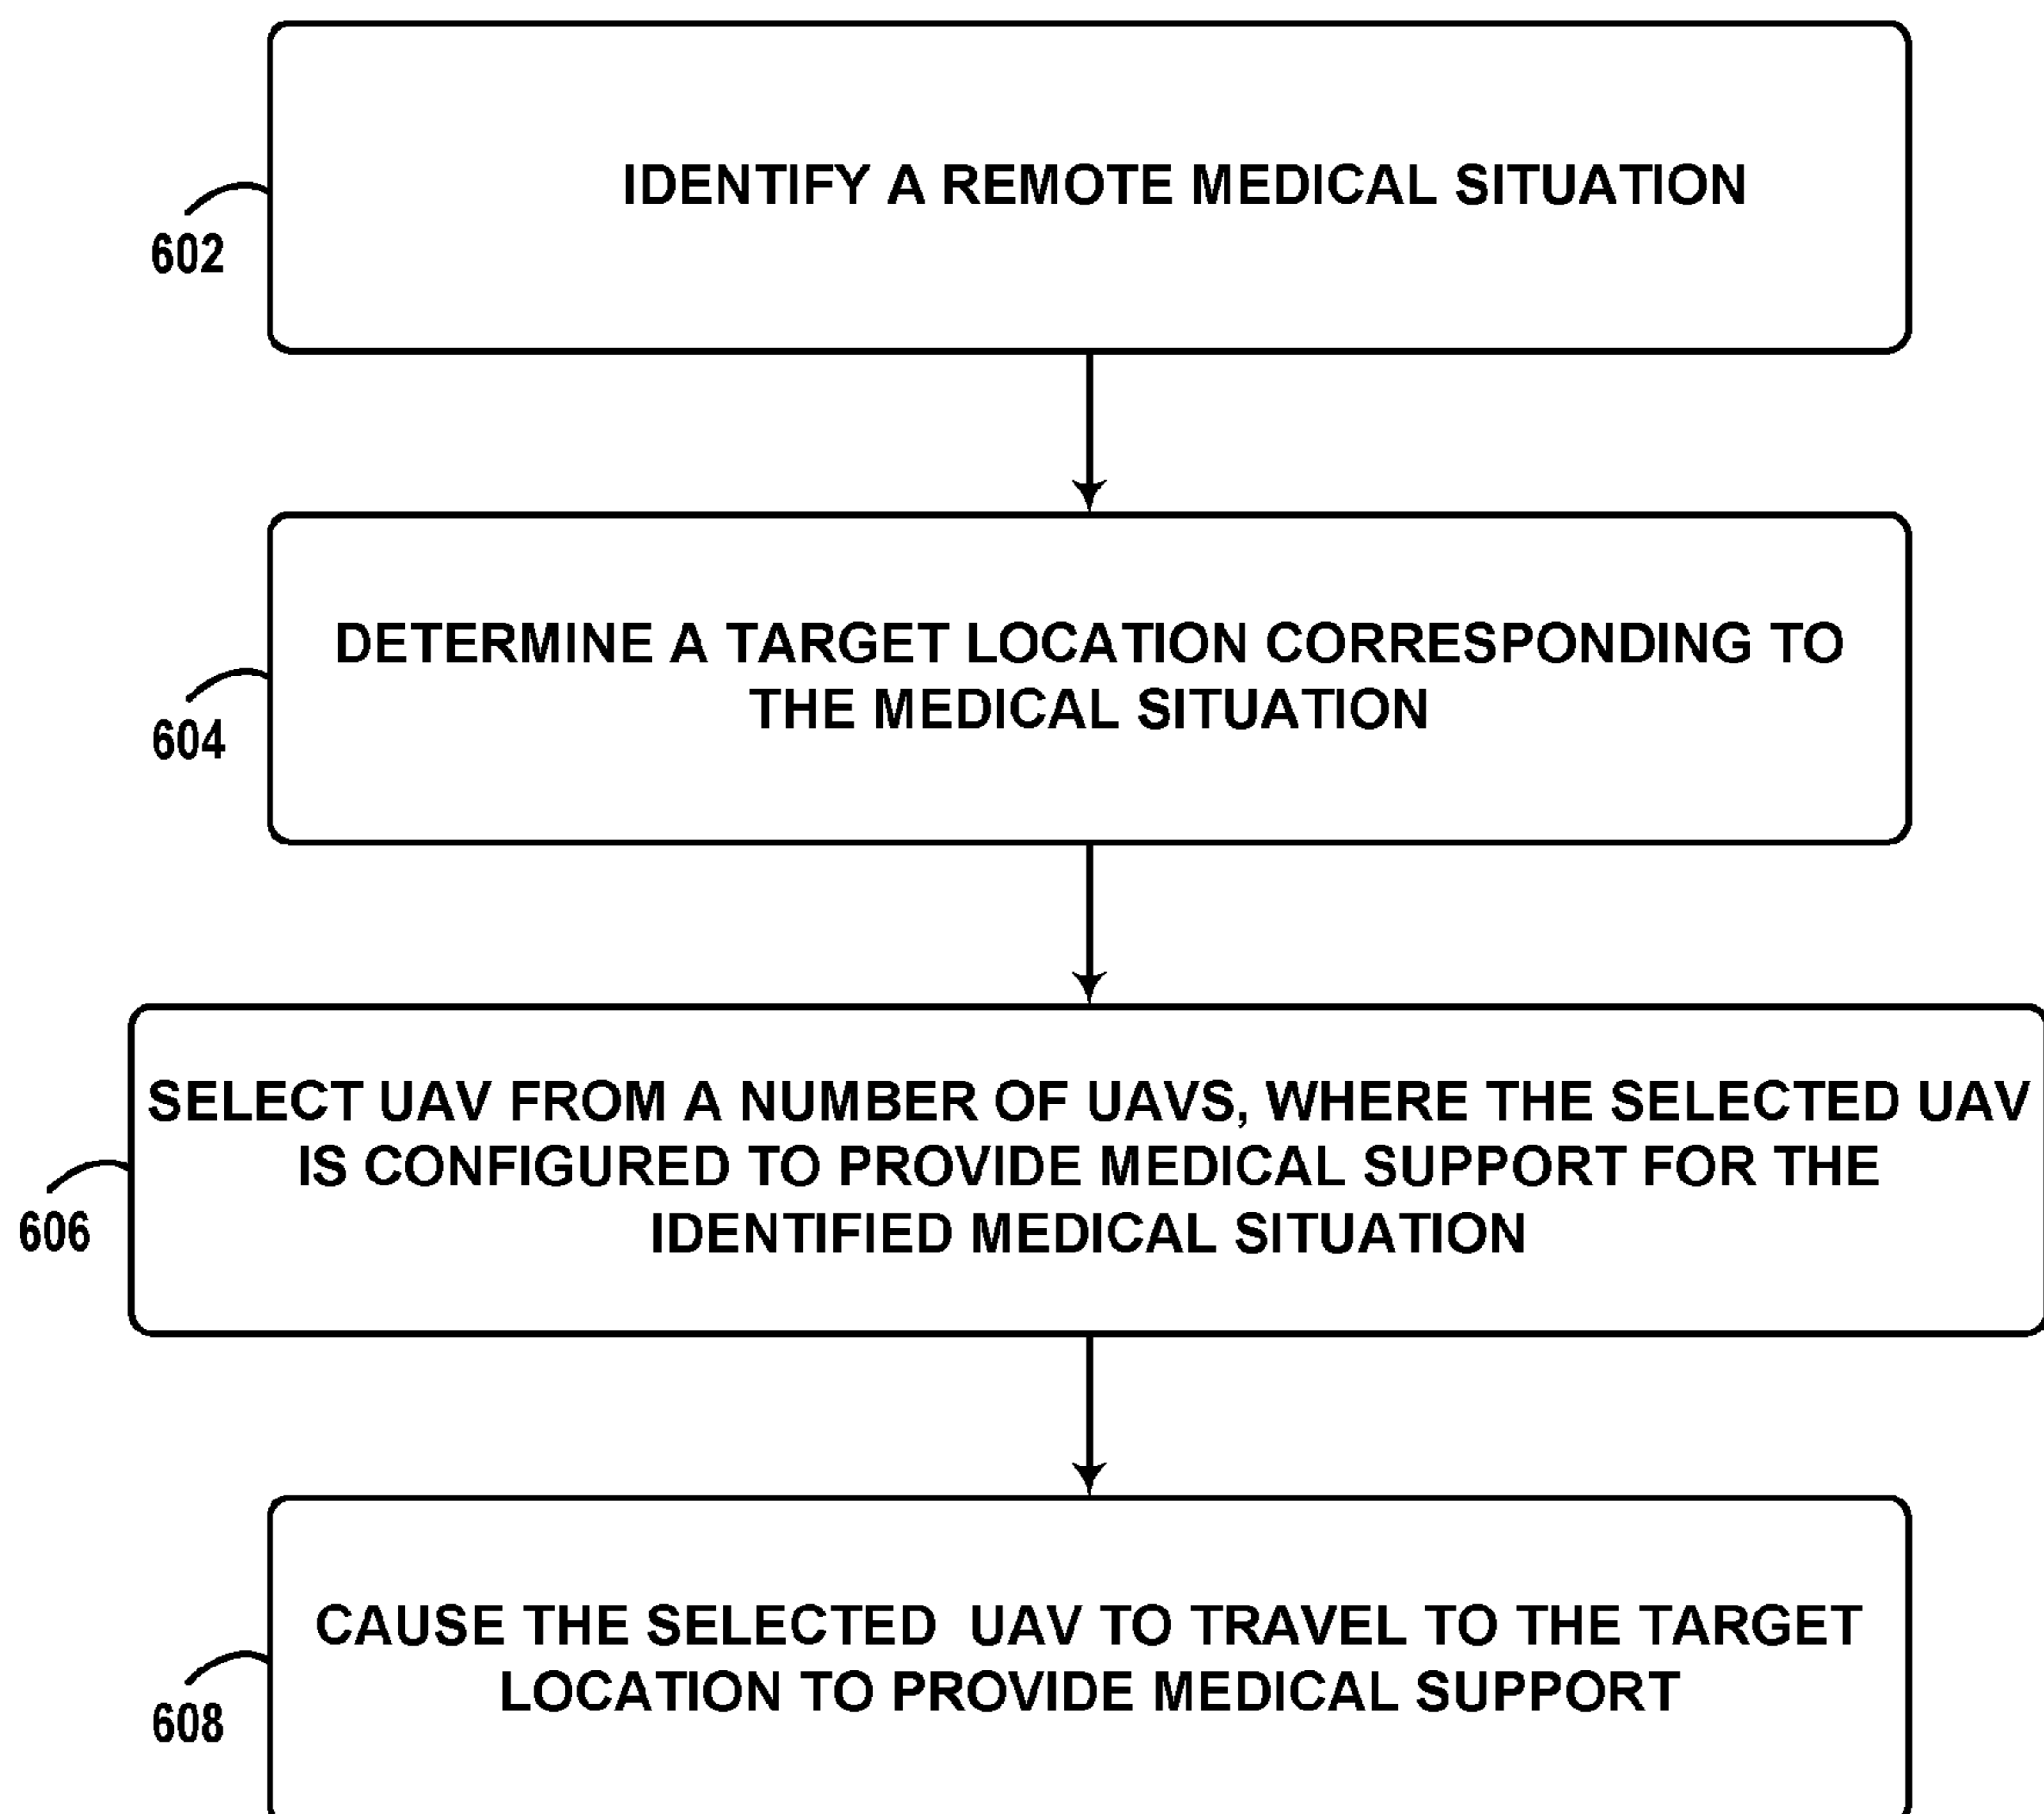 IDENTIFY A REMOTE MEDICAL SITUATION
602
DETERMINE A TARGET LOCATION CORRESPONDING TO
THE MEDICAL SITUATION
604
SELECT UAV FROM A NUMBER OF UAVS, WHERE THE SELECTED UAV
IS CONFIGURED TO PROVIDE MEDICAL SUPPORT FOR THE
IDENTIFIED MEDICAL SITUATION
606
CAUSE THE SELECTED UAV TO TRAVEL TO THE TARGET
LOCATION TO PROVIDE MEDICAL SUPPORT
608